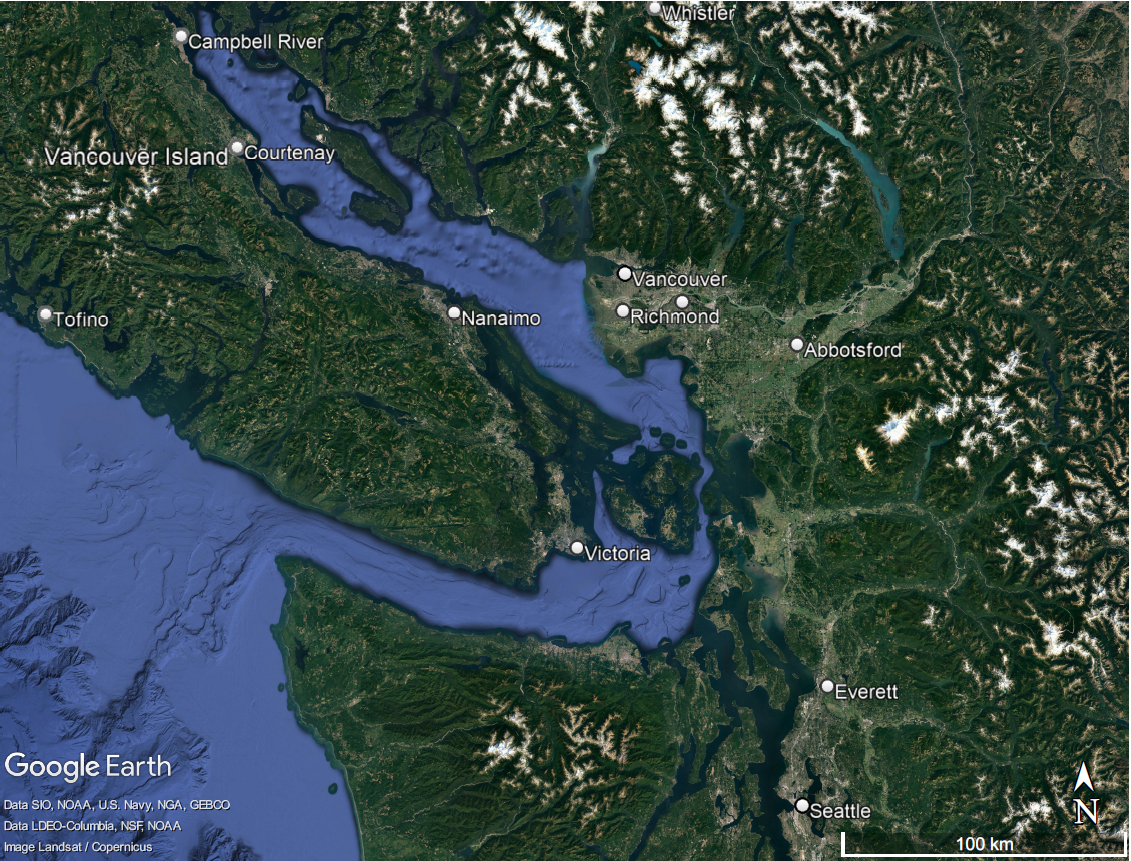 Whistler
Campbell River
Vancouver Island
Courtenay
Vancouver
Richmond
Tofino
Nanaimo
Abbotsford
Victoria
Everett
Google Earth
Data SIO, NOAA, U.S. Navy, NGA, GEBCO
Data LDEO-Columbia, NSF, NOAA
Image Landsat / Copernicus
Seattle
N
100 km